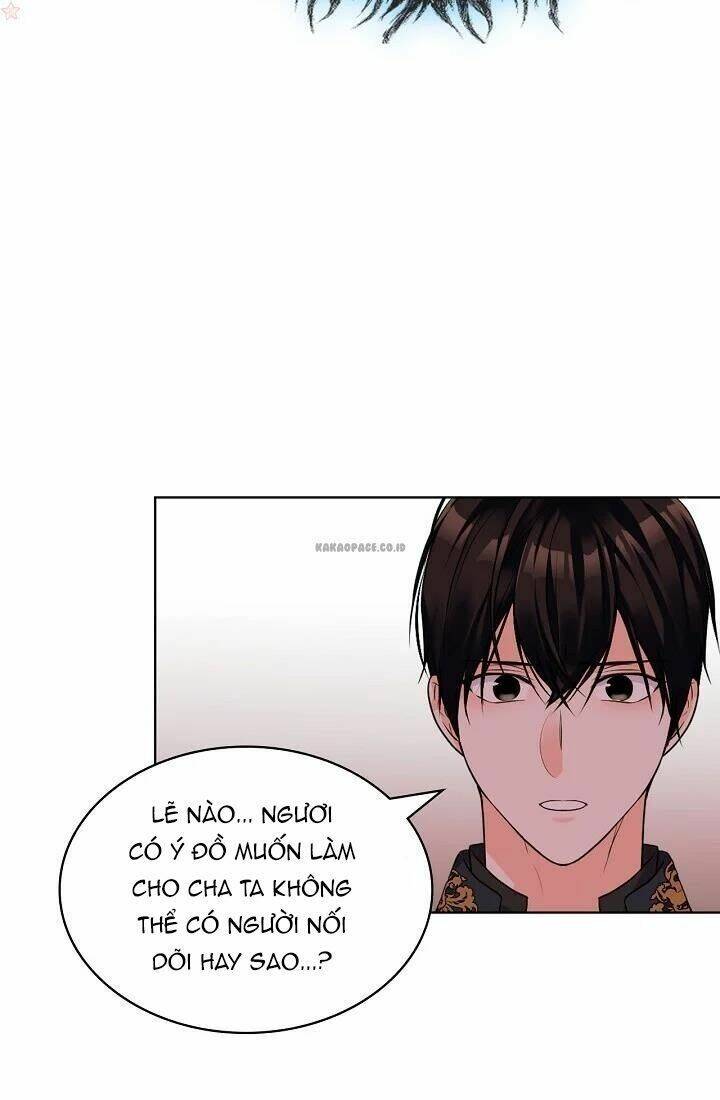 KAKAOPAGE.CO.ID
LẼ NÀO... NGƯƠI
CÓ Ý ĐỒ MUỐN LÀM
CHO CHA TA KHÔNG
THỂ CÓ NGƯỜI NỐI
DÕI HAY SAO...?